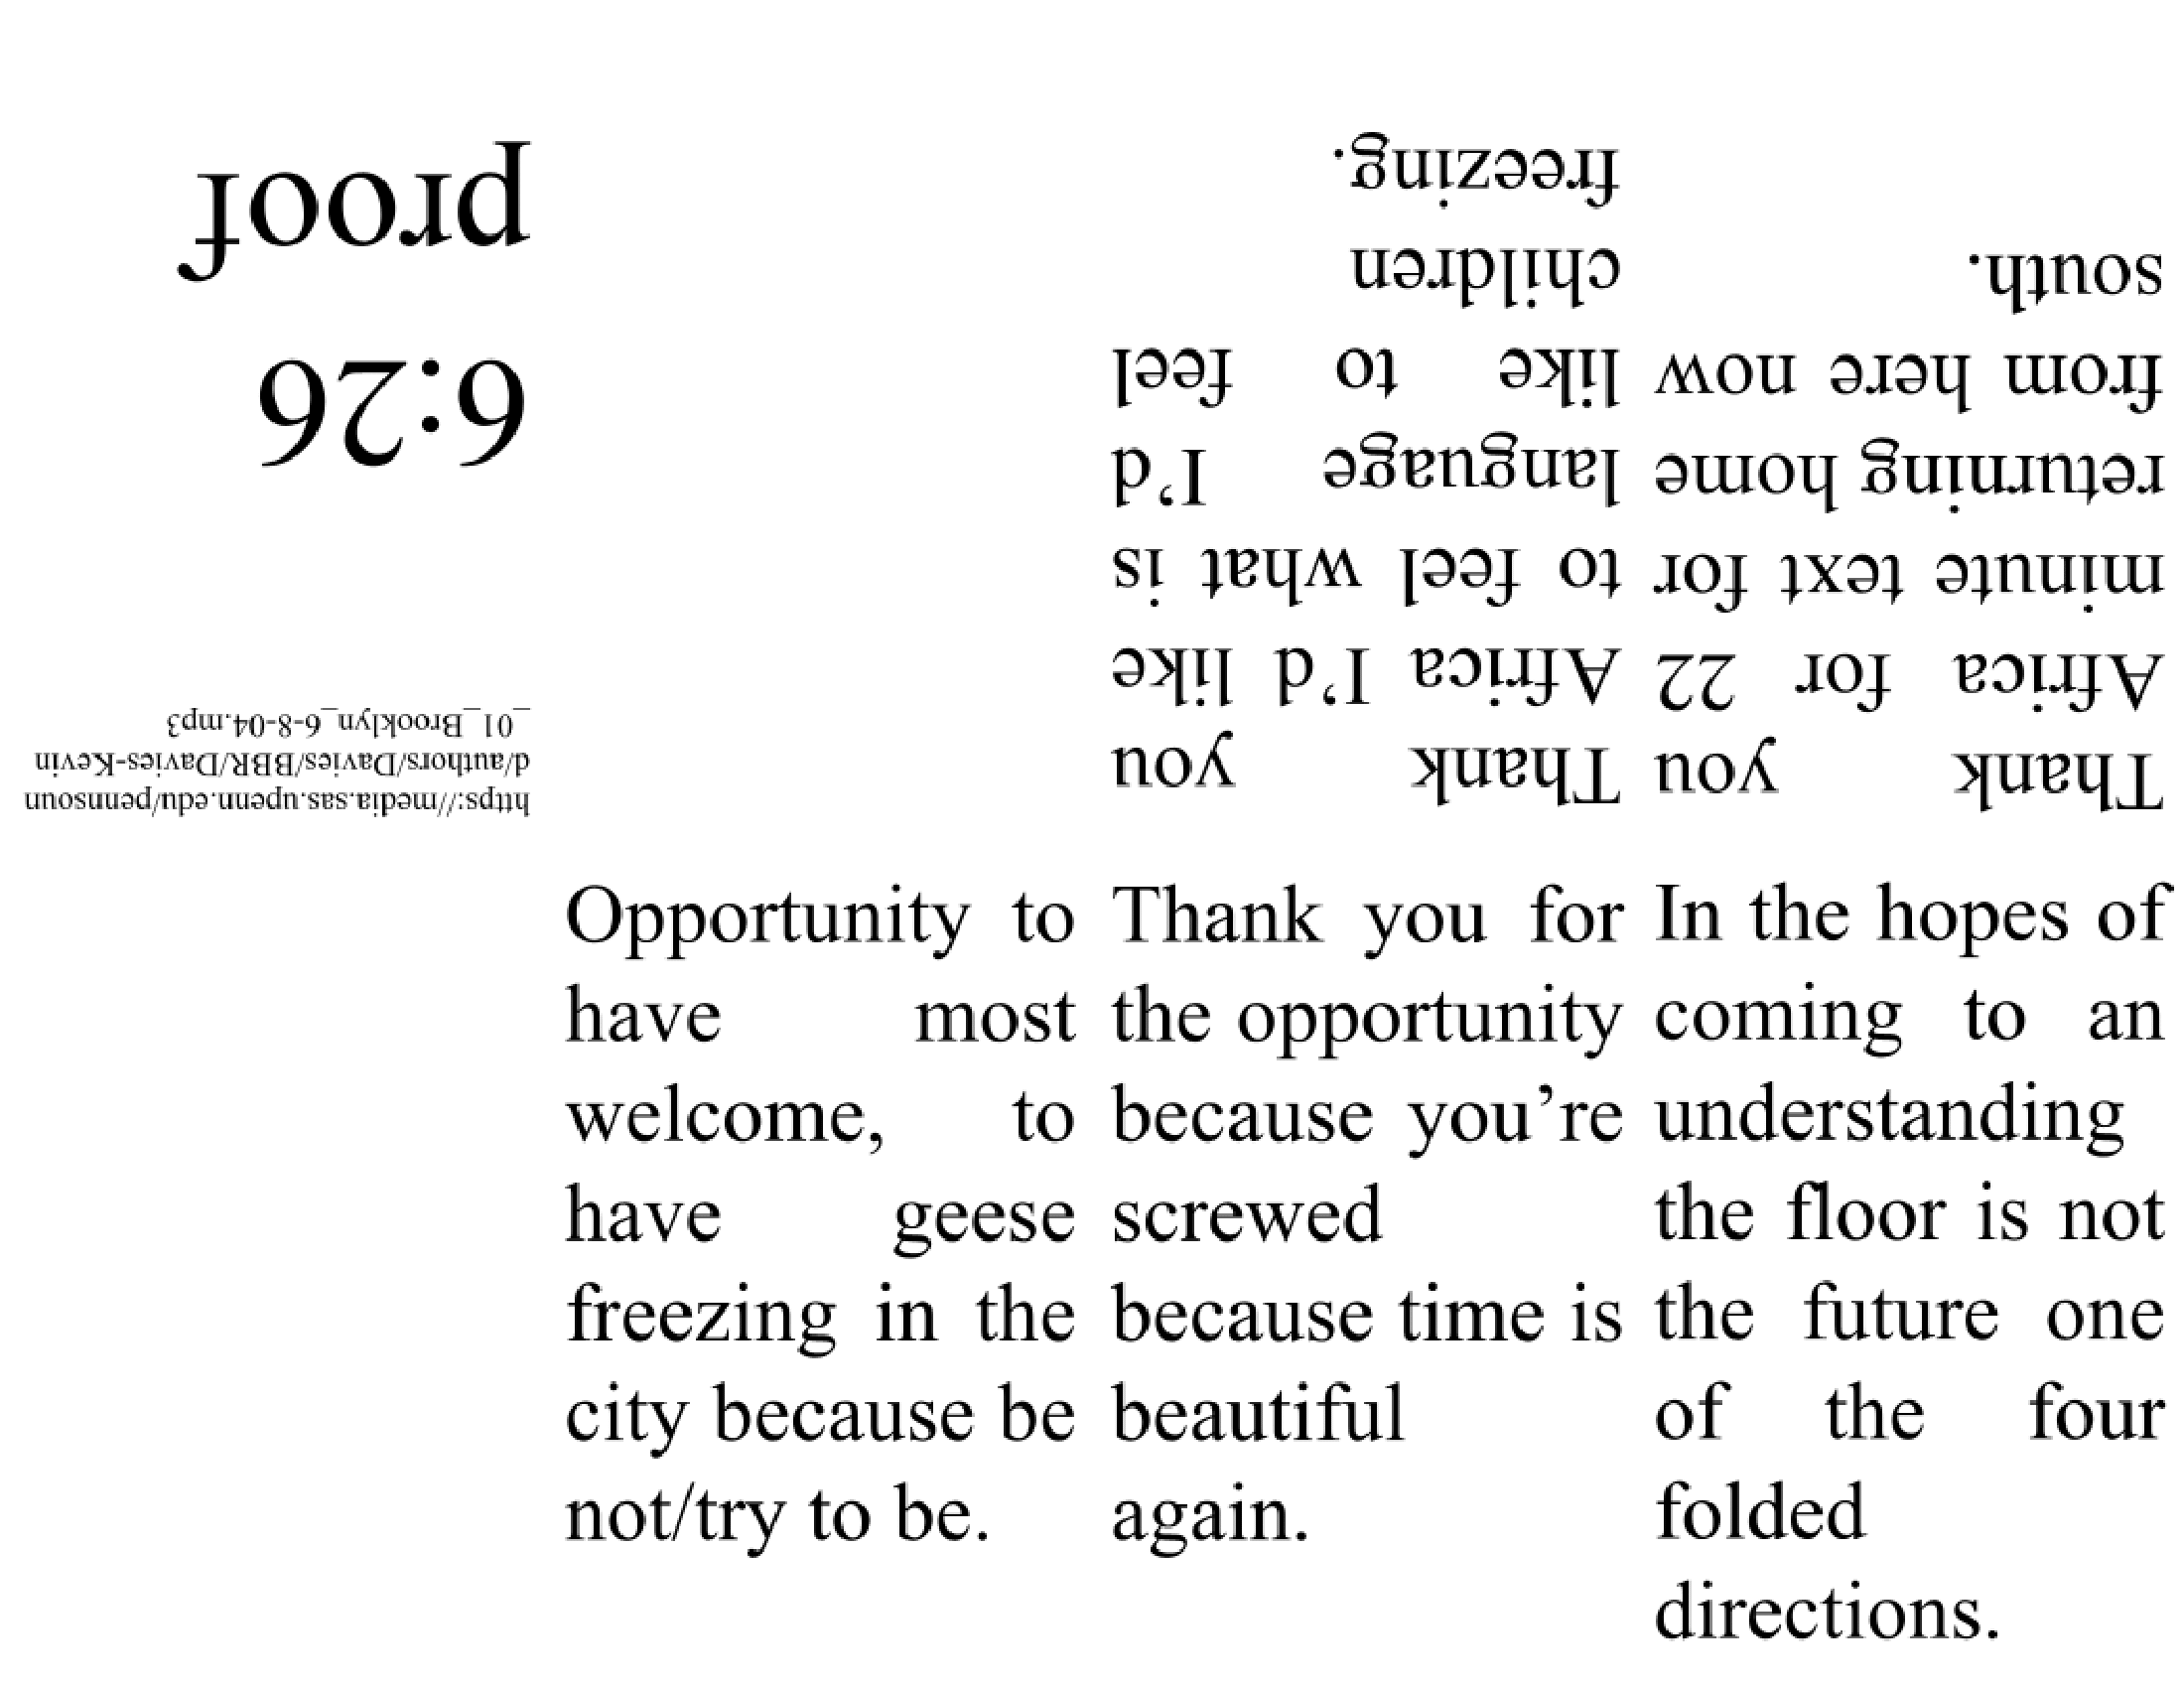 proof
6:26
https://media.sas.upenn.edu/pennsoun
d/authors/Davies/BBR/Davies-Kevin
_01_Brooklyn_6-8-04.mp3
Thank you
Africa I'd like
to feel what is
language I'd
like to feel
children
freezing.
Thank you
Africa for 22
minute text for
returning home
from here now
south.
Opportunity to
have most
welcome, to
have geese
freezing in the
city because be
not/try to be.
Thank you for
the opportunity
because you're
screwed
because time is
beautiful
again.
In the hopes of
coming to an
understanding
the floor is not
the future one
of the four
folded
directions.